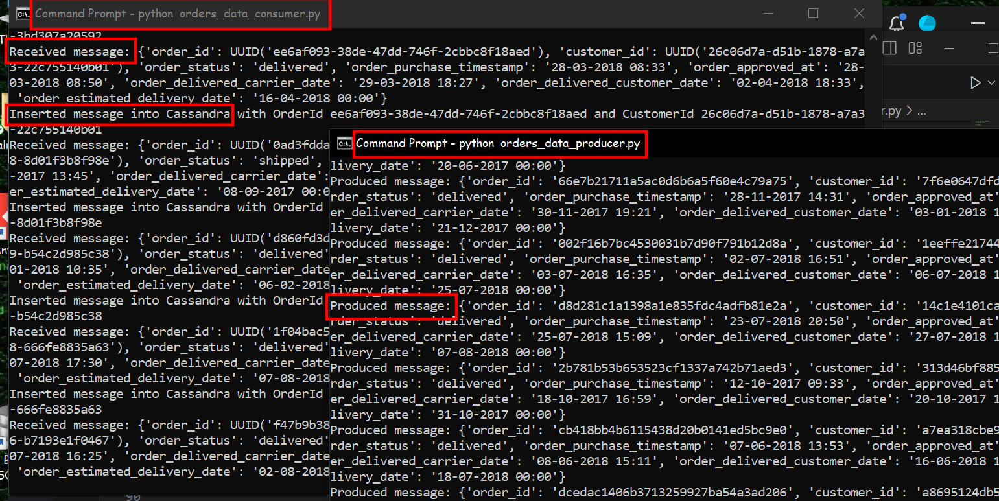 Command Prompt - python  orders_data_consumer.py
-3bd307a20592
Received message: {'order_id': UUID('ee6af093-38de-47dd-746f-2cbbc8f18aed'), 'customer_id': UUID('26c06d7a-d51b-1878-a7a
3-22c755140b01'), 'order_status': 'delivered', 'order_purchase_timestamp': '28-03-2018 08:33', 'order_approved_at': '28-
03-2018 08:50', 'order_delivered_carrier_date': '29-03-2018 18:27', 'order_delivered_customer_date': '02-04-2018 18:33',
'order_estimated_delivery_date': '16-04-2018 00:00'}
Inserted message into Cassandra with OrderId ee6af093-38de-47dd-746f-2cbbc8f18aed and CustomerId 26c06d7a-d51b-1878-a7a3
-22c755140b01
Received message: {'order_id': UUID('0ad3fdda
8-8d01f3b8f98e'), 'order_status': 'shipped',
-2017 13:45', 'order_delivered_carrier_date':
er_estimated_delivery_date': '08-09-2017 00:0
Inserted message into Cassandra with OrderId
-8d01f3b8f98e
Received message: {'order_id': UUID('d860fd3d
9-b54c2d985c38'), 'order_status': 'delivered'
01-2018 10:35', 'order_delivered_carrier_date
'order_estimated_delivery_date': '06-02-2018
Inserted message into Cassandra with OrderId
-b54c2d985c38
Received message: {'order_id': UUID('1f04bac5
8-666fe8835a63'), 'order_status': 'delivered'
07-2018 17:30', 'order_delivered_carrier_date
'order_estimated_delivery_date': '07-08-2018
Inserted message into Cassandra with OrderId
-666fe8835a63
Received message: {'order_id': UUID('f47b9b38
6-b7193e1f0467'), 'order_status': 'delivered'
07-2018 16:25', 'order_delivered_carrier_date
'order_estimated_delivery_date': '02-08-2018
90
r.py > ...
Command Prompt - python  orders_data_producer.py
livery_date': '20-06-2017 00:00'}
Produced message: {'order_id': '66e7b21711a5ac0d6b6a5f60e4c79a75', 'customer_id': '7f6e0647dfd
rder_status': 'delivered', 'order_purchase_timestamp': '28-11-2017 14:31', 'order_approved_at'
er_delivered_carrier_date': '30-11-2017 19:21', 'order_delivered_customer_date': '03-01-2018 1
livery_date': '21-12-2017 00:00'}
Produced message: {'order_id': '002f16b7bc4530031b7d90f791b12d8a', 'customer_id': '1eeffe21744
rder_status': 'delivered', 'order_purchase_timestamp': '02-07-2018 16:51', 'order_approved_at'
er_delivered_carrier_date': '03-07-2018 16:35', 'order_delivered_customer_date': '06-07-2018 1
livery_date': '25-07-2018 00:00'}
Produced message: {'order_id': 'd8d281c1a1398a1e835fdc4adfb81e2a', 'customer_id': '14c1e4101ca
rder_status': 'delivered', 'order_purchase_timestamp': '23-07-2018 20:50', 'order_approved_at'
er_delivered_carrier_date': '25-07-2018 15:09', 'order_delivered_customer_date': '27-07-2018 1
livery_date': '07-08-2018 00:00'}
Produced message: {'order_id': '2b781b53b653523cf1337a742b71aed3', 'customer_id': '313d46bf885
rder_status': 'delivered', 'order_purchase_timestamp': '12-10-2017 09:33', 'order_approved_at'
er_delivered_carrier_date': '18-10-2017 16:59', 'order_delivered_customer_date': '20-10-2017 1
livery_date': '31-10-2017 00:00'}
Produced message: {'order_id': 'cb418bb4b6115438d20b0141ed5bc9e0', 'customer_id': 'a7ea318cbe9
rder_status': 'delivered', 'order_purchase_timestamp': '07-06-2018 13:53', 'order_approved_at'
er_delivered_carrier_date': '08-06-2018 15:11', 'order_delivered_customer_date': '16-06-2018 1
livery_date': '18-07-2018 00:00'}
Produced message: {'order_id': 'dcedac1406b3713259927ba54a3ad206', 'customer_id': 'a8695124db5